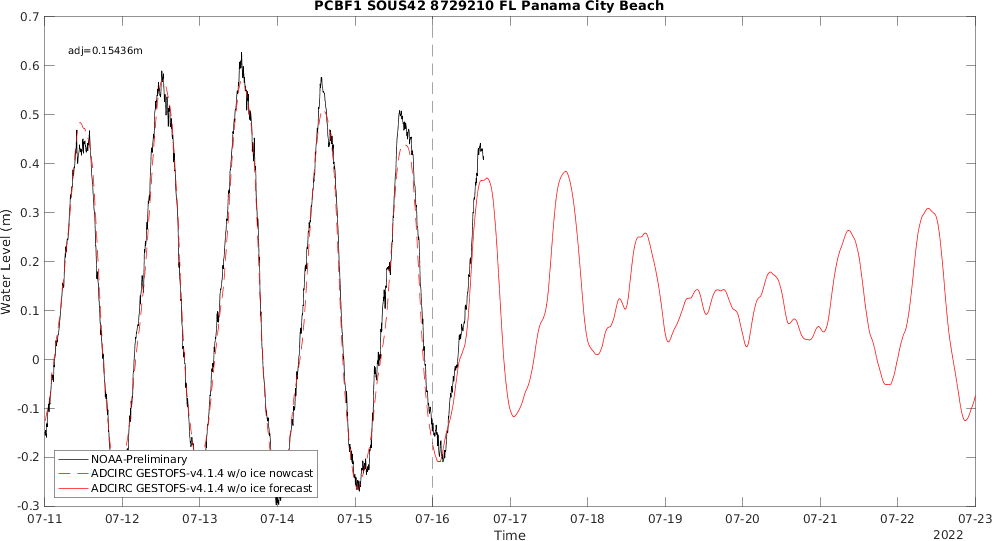 PCBF1 SOUS42 8729210 FL Panama City Beach
0.7
adj=0.15436m
0.6
0.5
0.4
0.3
0.2
0.1
0
-0.1
-0.2
-0.3
Water Level (m)
NOAA-Preliminary
ADCIRC GESTOFS-v4.1.4 w/o ice nowcast
ADCIRC GESTOFS-v4.1.4 w/o ice forecast
07-11 07-12 07-13 07-14 07-15 07-16 07-17 07-18 07-19 07-20 07-21 07-22 07-23
Time
2022